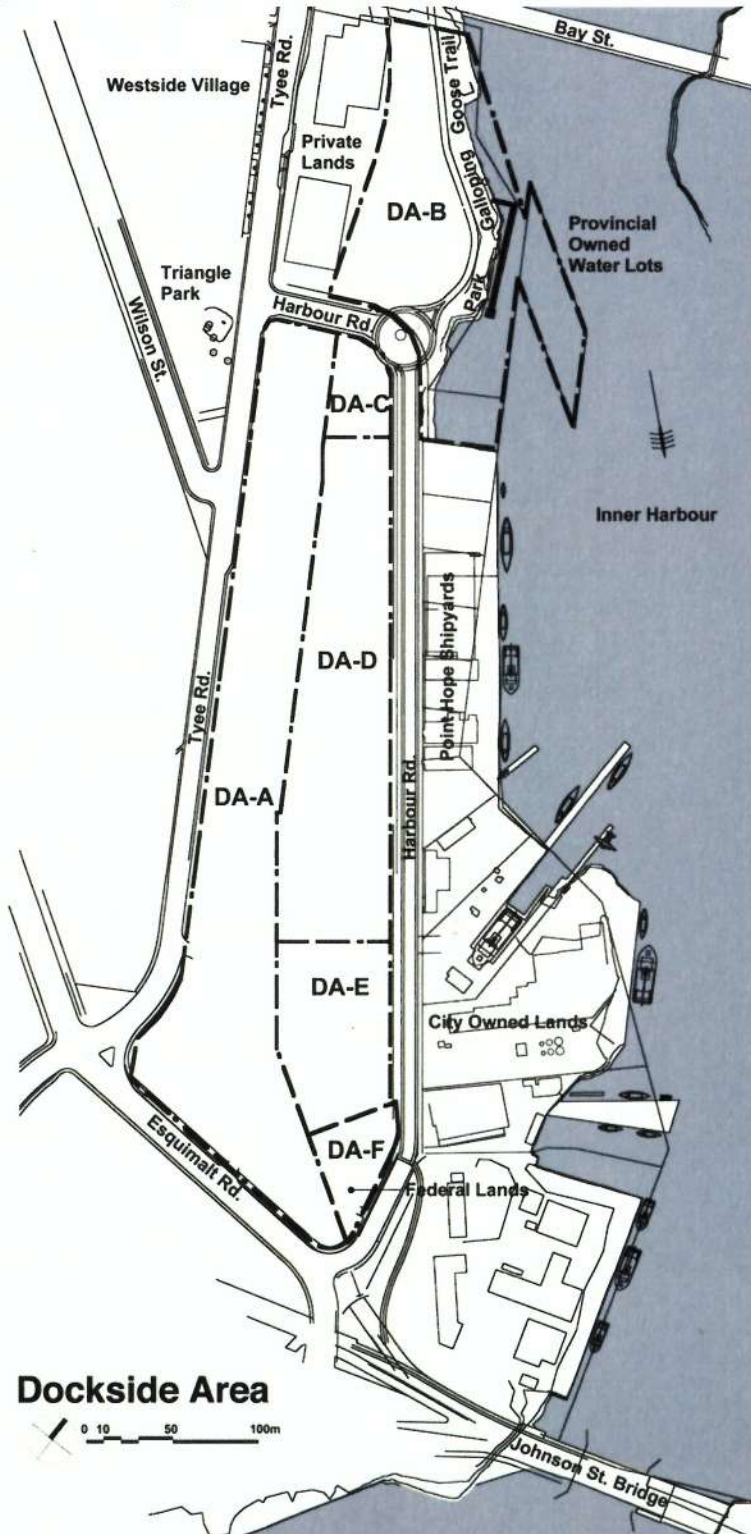 Bay St.
Tyee Rd.
Westside Village
Goose Trail
Private
Lands
Galloping
DA-B
Provincial
Owned
Water Lots
Triangle
Park
Park
Wilson St.
Harbour Rd.
DA-C
Inner Harbour
Point Hope Shipyards
DA-D
Tyee Rd.
DA-A
Harbour Rd.
DA-E
City Owned Lands
Esquimalt Rd.
DA-F
Federal Lands
Dockside Area
0 10 50 100m
Johnson St. Bridge